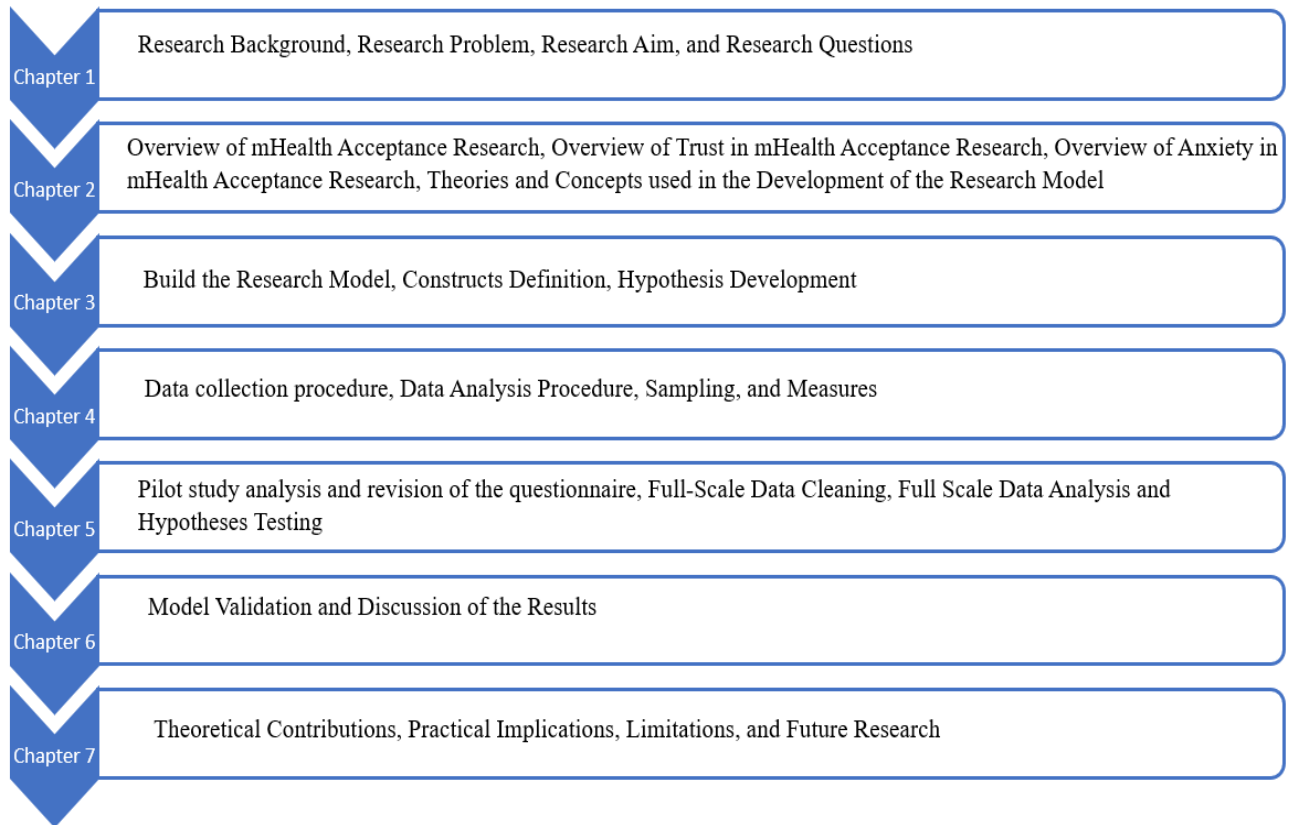 Chapter 1
Research Background, Research Problem, Research Aim, and Research Questions
Chapter 2
Overview of mHealth Acceptance Research, Overview of Trust in mHealth Acceptance Research, Overview of Anxiety in
mHealth Acceptance Research, Theories and Concepts used in the Development of the Research Model
Chapter 3
Build the Research Model, Constructs Definition, Hypothesis Development
Chapter 4
Data collection procedure, Data Analysis Procedure, Sampling, and Measures
Chapter 5
Pilot study analysis and revision of the questionnaire, Full-Scale Data Cleaning, Full Scale Data Analysis and
Hypotheses Testing
Chapter 6
Model Validation and Discussion of the Results
Chapter 7
Theoretical Contributions, Practical Implications, Limitations, and Future Research